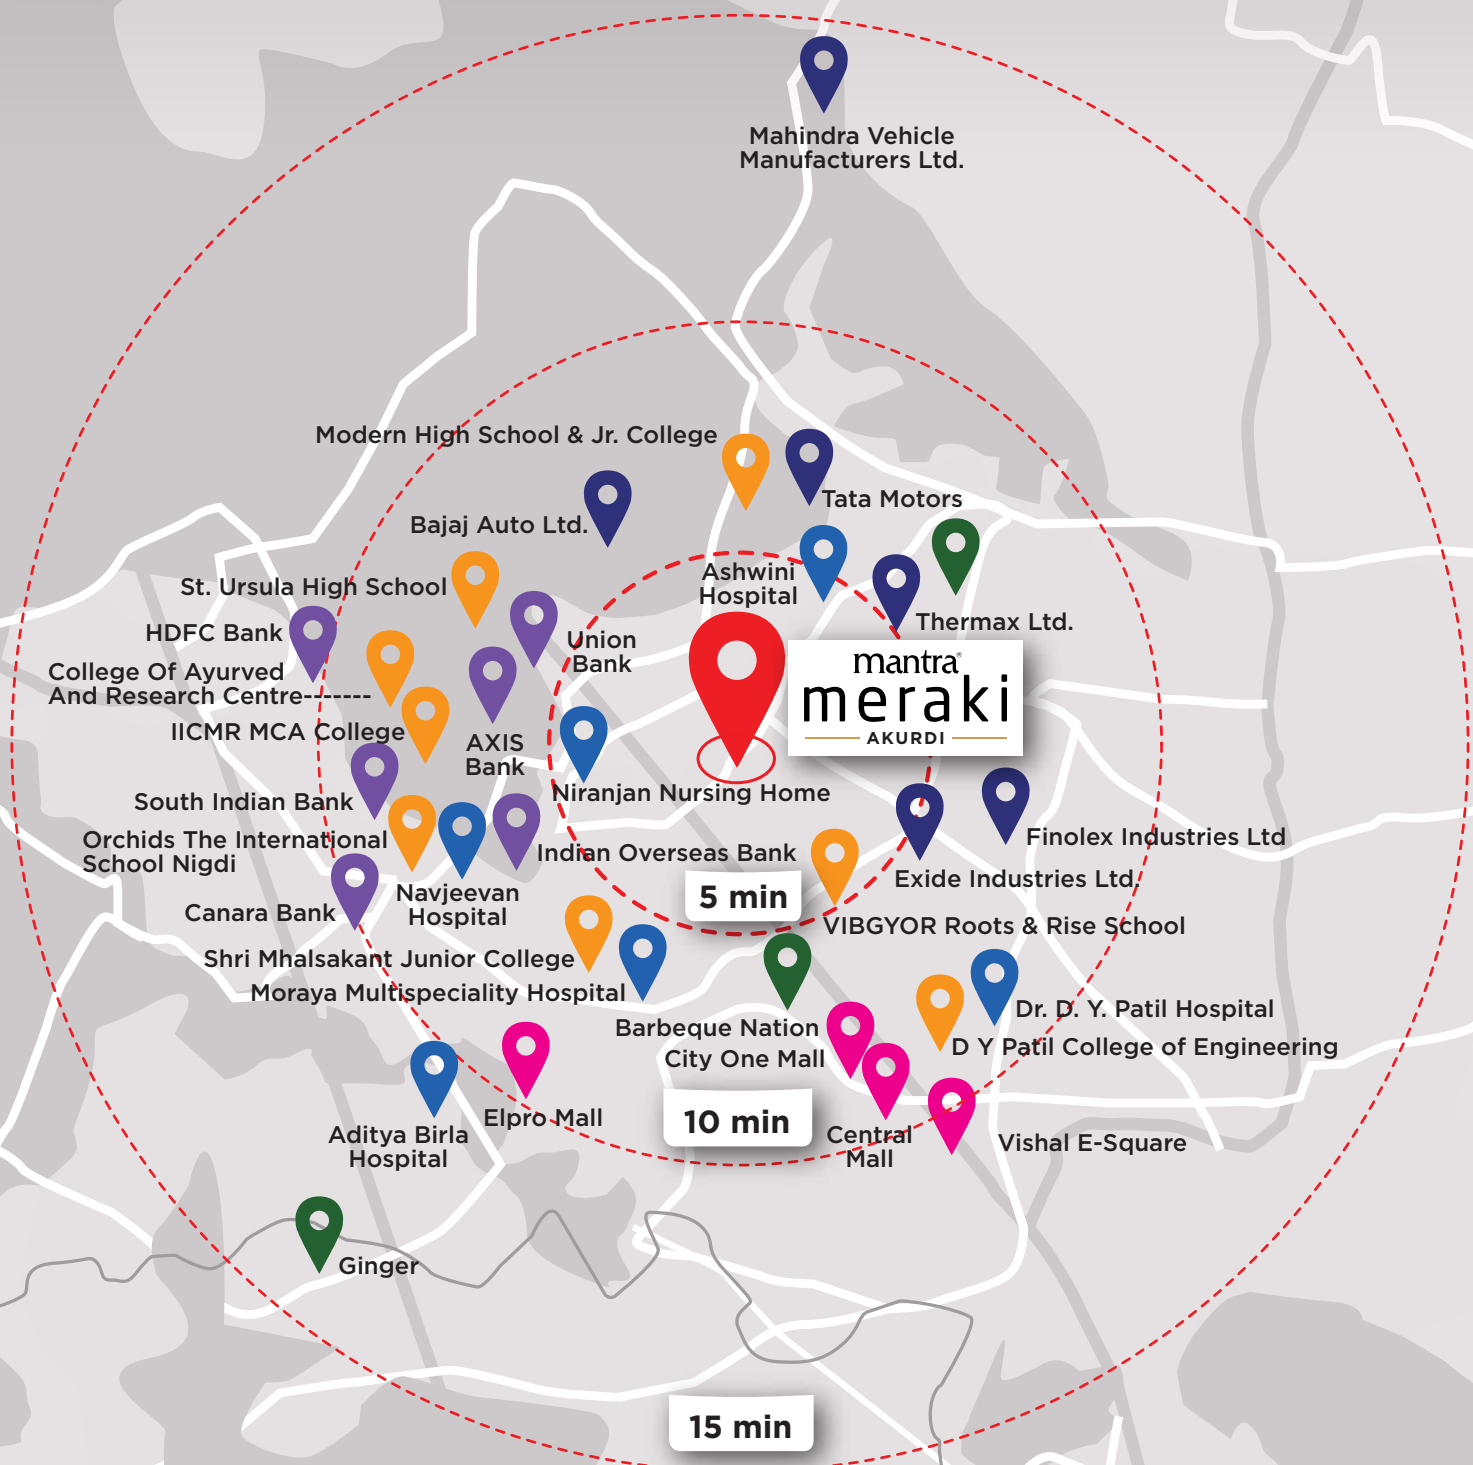 Mahindra Vehicle
Manufacturers Ltd.
Modern High School & Jr. College
Tata Motors
Bajaj Auto Ltd.
Ashwini
Hospital
St. Ursula High School
Thermax Ltd.
HDFC Bank
Union
Bank
College Of Ayurved
And Research Centre-------
mantra®
meraki
AKURDI
IICMR MCA College
AXIS
Bank
Niranjan Nursing Home
South Indian Bank
Orchids The International
School Nigdi
Indian Overseas Bank
Finolex Industries Ltd
Exide Industries Ltd.
5 min
Navjeevan
Hospital
Canara Bank
VIBGYOR Roots & Rise School
Shri Mhalsakant Junior College
Moraya Multispeciality Hospital
Dr. D. Y. Patil Hospital
Barbeque Nation
City One Mall
D Y Patil College of Engineering
10 min
Elpro Mall
Aditya Birla
Hospital
Central
Mall
Vishal E-Square
Ginger
15 min